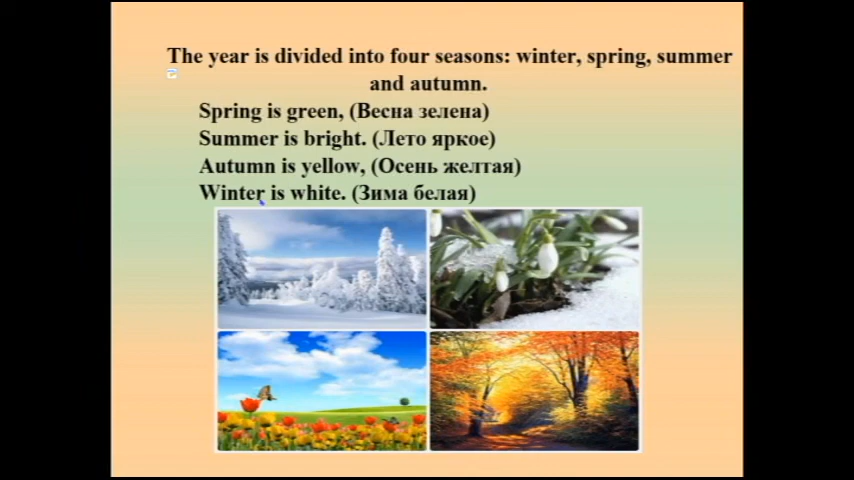 The year is divided into four seasons: winter, spring, summer
and autumn.
Spring is green, (Весна зелена)
Summer is bright. (Лето яркое)
Autumn is yellow, (Осень желтая)
Winter is white. (Зима белая)